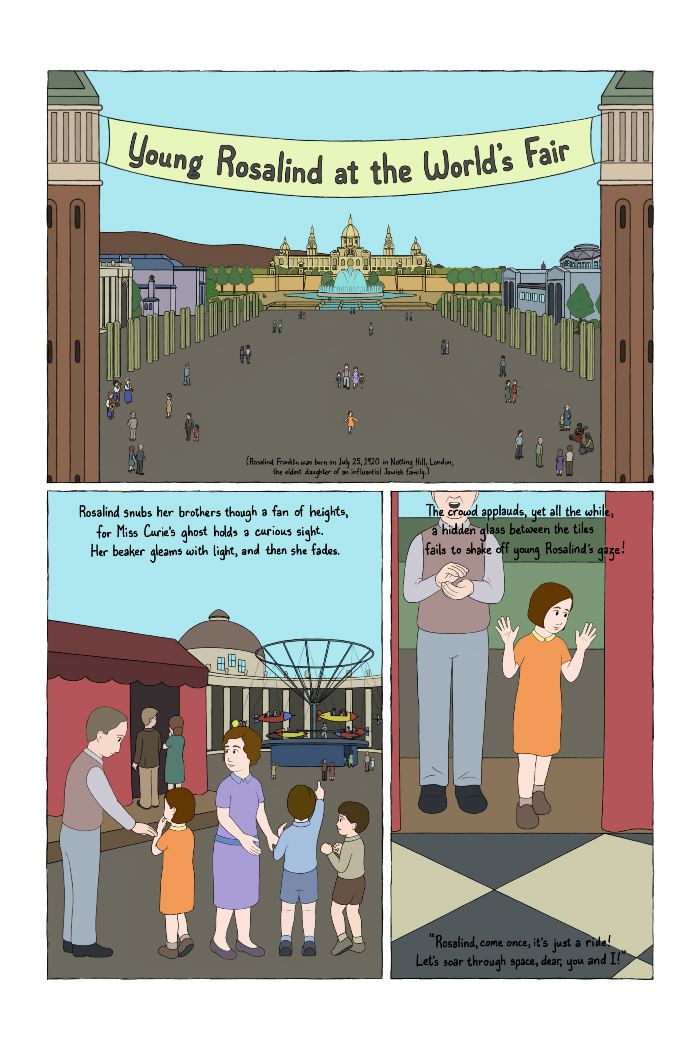 Young Rosalind at the World's Fair
(Rosalind Franklin was born on July 25, 1920 in Notting Hill, London,
the eldest daughter of an influential Jewish family.)
Rosalind snubs her brothers though a fan of heights,
for Miss Curie's ghost holds a curious sight.
Her beaker gleams with light, and then she fades.
The crowd applauds, yet all the while,
a hidden glass between the tiles
fails to shake off young Rosalind's gaze!
"Rosalind, come once, it's just a ride!
Let's soar through space, dear, you and I!"